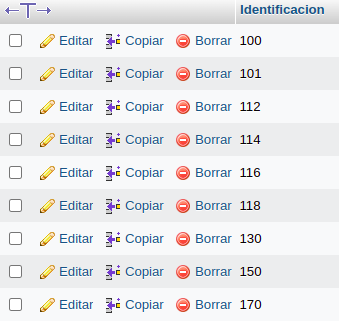 Identificacion
Editar Copiar Borrar 100
Editar Copiar Borrar 101
Editar Copiar Borrar 112
Editar Copiar Borrar 114
Editar Copiar Borrar 116
Editar Copiar Borrar 118
Editar Copiar Borrar 130
Editar Copiar Borrar 150
Editar Copiar Borrar 170